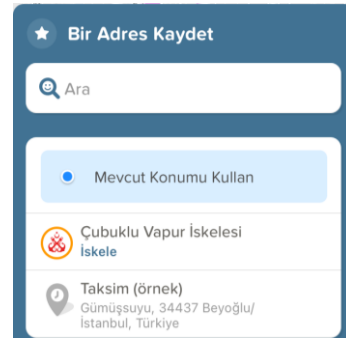 Bir Adres Kaydet
Ara
Mevcut Konumu Kullan
Çubuklu Vapur İskelesi
İskele
Taksim (örnek)
Gümüşsuyu, 34437 Beyoğlu/
İstanbul, Türkiye